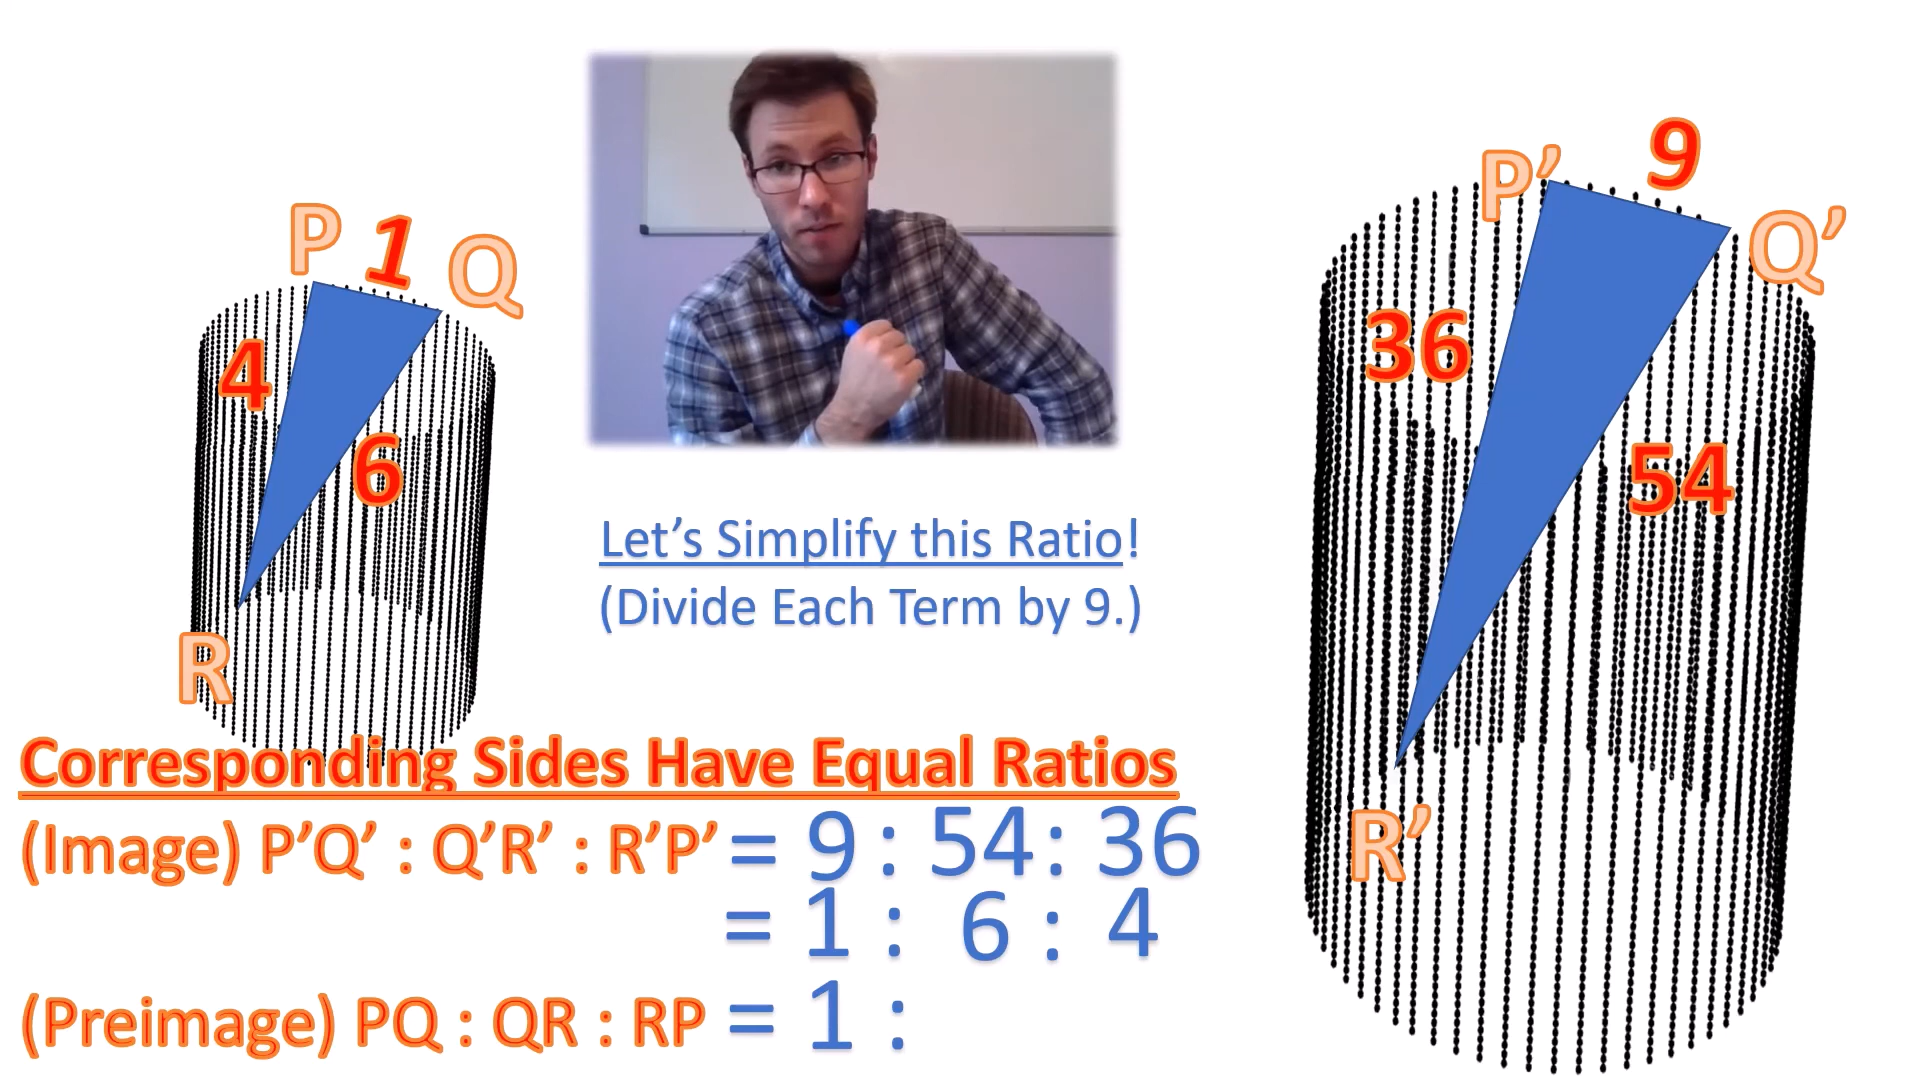 P 1 Q
4
6
R
P’ 9 Q’
36
54
R’
Let’s Simplify this Ratio!
(Divide Each Term by 9.)
Corresponding Sides Have Equal Ratios
(Image) P’Q’ : Q’R’ : R’P’ = 9 : 54 : 36
= 1 : 6 : 4
(Preimage) PQ : QR : RP = 1 :